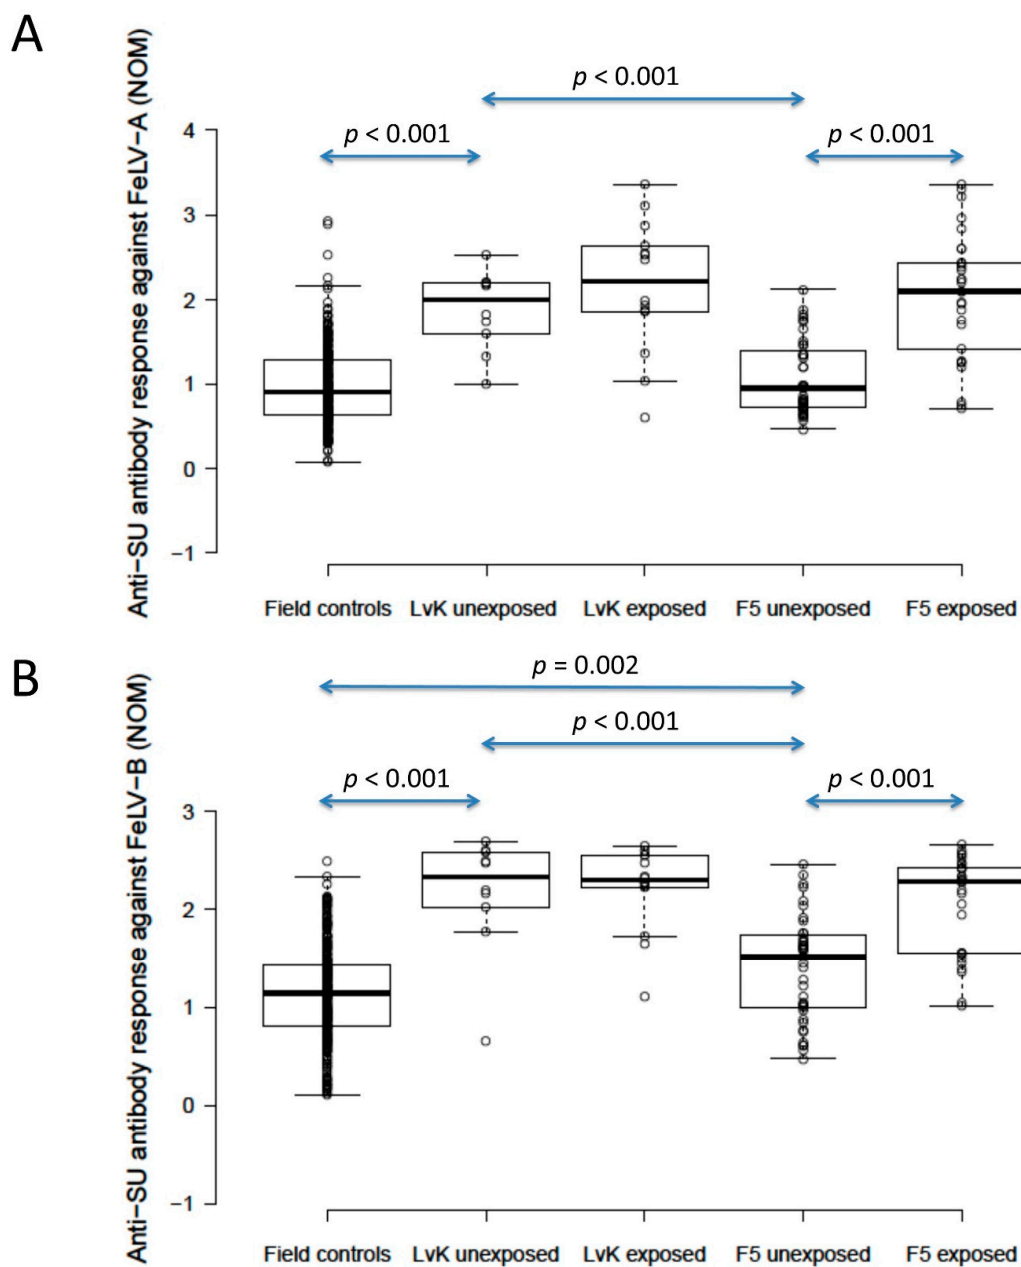 A
Anti−SU antibody response against FeLV−A (NOM)
p < 0.001
p < 0.001
p < 0.001
4
3
2
1
0
−1
Field controls LvK unexposed LvK exposed F5 unexposed F5 exposed
B
Anti−SU antibody response against FeLV−B (NOM)
p = 0.002
p < 0.001
p < 0.001
p < 0.001
3
2
1
0
−1
Field controls LvK unexposed LvK exposed F5 unexposed F5 exposed